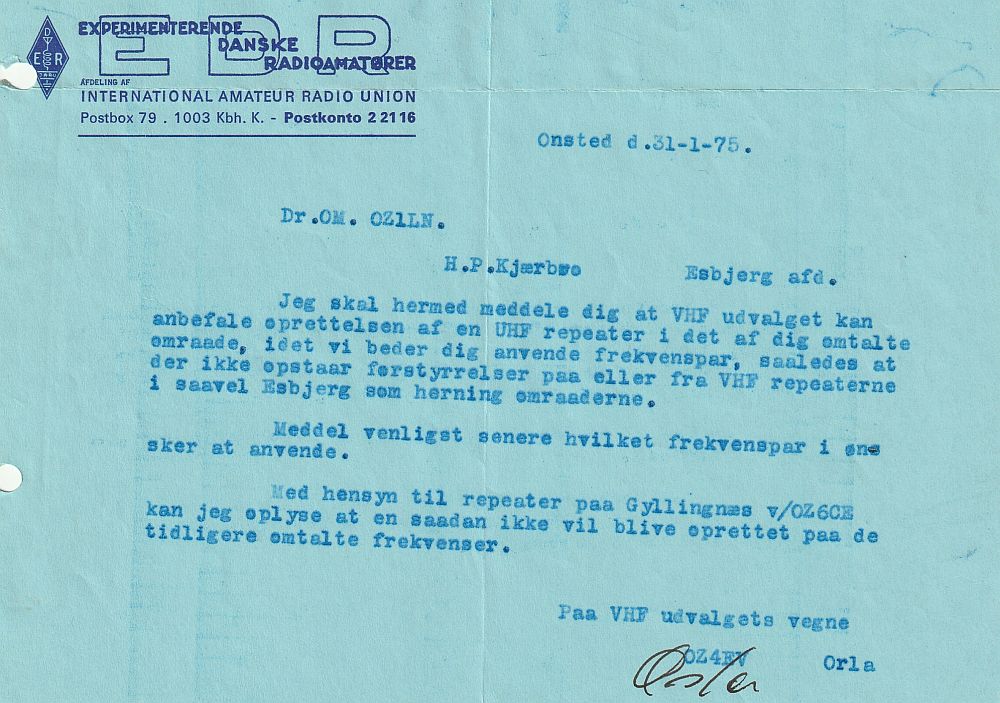 EXPERIMENTERENDE
DANSKE
RADIOAMATØRER
EDR
AFDELING AF
INTERNATIONAL AMATEUR RADIO UNION
Postbox 79 . 1003 Kbh. K. - Postkonto 2 21 16
Onsted d.31-1-75.
Dr.OM. OZ1LN.
H.P.Kjærbøe Esbjerg afd.
Jeg skal hermed meddele dig at VHF udvalget kan
anbefale oprettelsen af en UHF repeater i det af dig omtalte
omraade, idet vi beder dig anvende frekvenspar, saaledes at
der ikke opstaar førstyrrelser paa eller fra VHF repeaterne
i saavel Esbjerg som herning omraaderne.
Meddel venligst senere hvilket frekvenspar i øn-
sker at anvende.
Med hensyn til repeater paa Gyllingnæs v/OZ6CE
kan jeg oplyse at en saadan ikke vil blive oprettet paa de
tidligere omtalte frekvenser.
Paa VHF udvalgets vegne
OZ4EV Orla